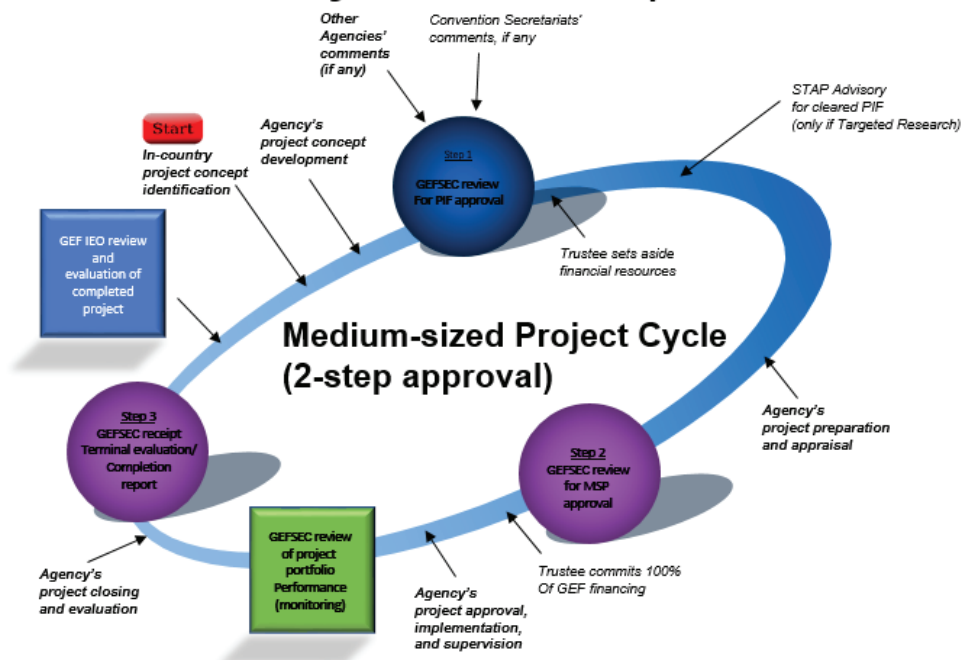 Other
Agencies'
comments
(if any)
Convention Secretariats'
comments, if any
STAP Advisory
for cleared PIF
(only if Targeted Research)
Start
In-country
project concept
identification
Agency's
project concept
development
Step 1
GEFSEC review
For PIF approval
Trustee sets aside
financial resources
GEF IEO review
and
evaluation of
completed
project
Medium-sized Project Cycle
(2-step approval)
Agency's
project preparation
and appraisal
Step 3
GEFSEC receipt
Terminal evaluation/
Completion
report
Step 2
GEFSEC review
for MSP
approval
GEFSEC review
of project
portfolio
Performance
(monitoring)
Trustee commits 100%
Of GEF financing
Agency's
project closing
and evaluation
Agency's
project approval,
implementation,
and supervision